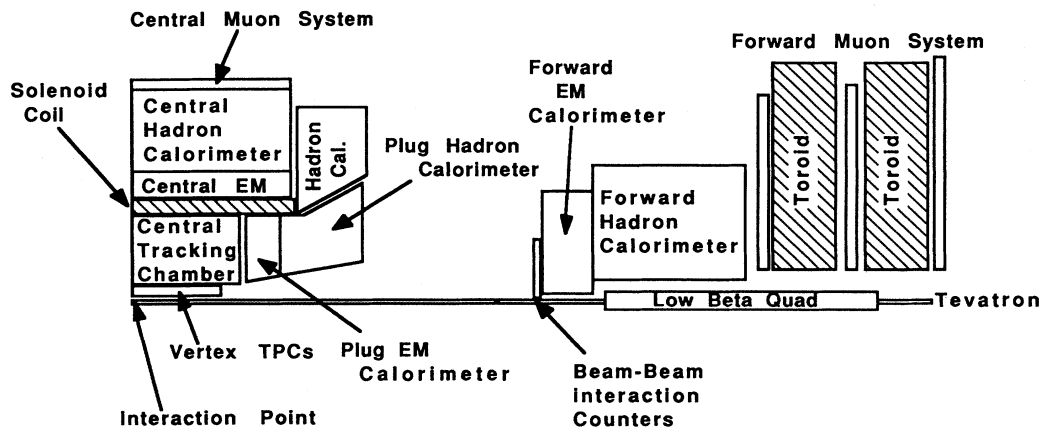 Central Muon System
Solenoid
Coil
Central
Hadron
Calorimeter
Central EM
Hadron
Cal.
Plug Hadron
Calorimeter
Central
Tracking
Chamber
Vertex TPCs
Plug EM
Calorimeter
Interaction Point
Forward
EM
Calorimeter
Forward
Hadron
Calorimeter
Forward Muon System
Toroid
Toroid
Low Beta Quad
Tevatron
Beam-Beam
Interaction
Counters